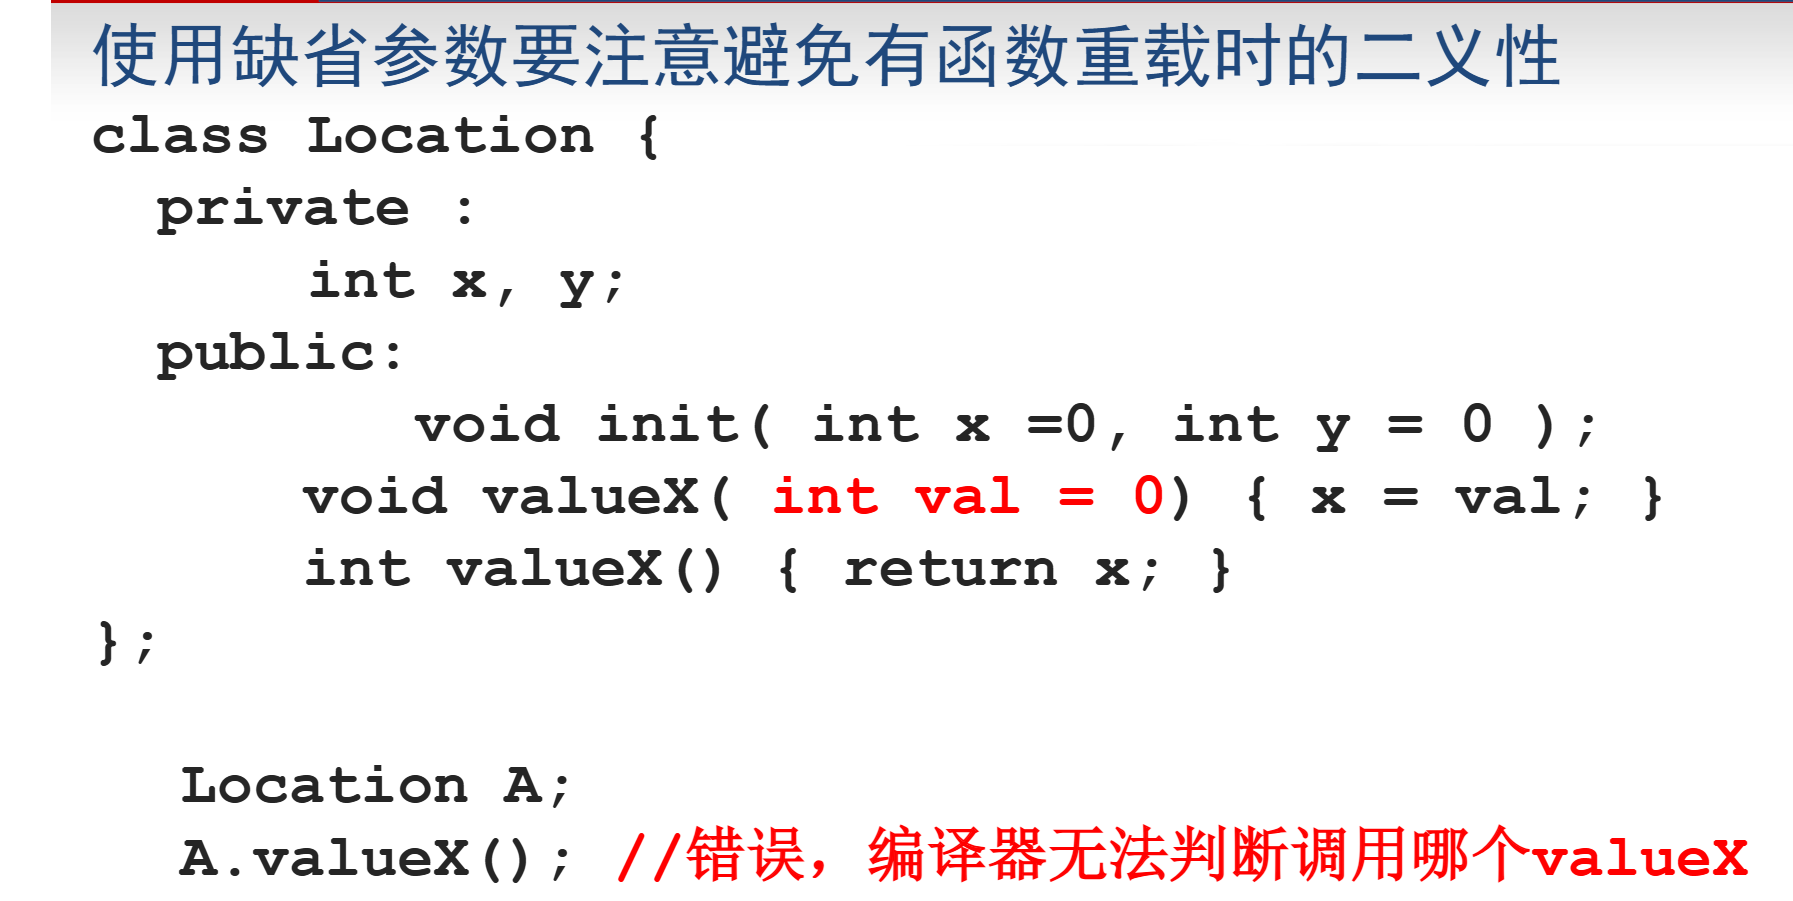 使用缺省参数要注意避免有函数重载时的二义性
class Location {
private :
int x, y;
public:
void init( int x =0, int y = 0 );
void valueX( int val = 0) { x = val; }
int valueX() { return x; }
};
Location A;
A.valueX(); //错误，编译器无法判断调用哪个valueX